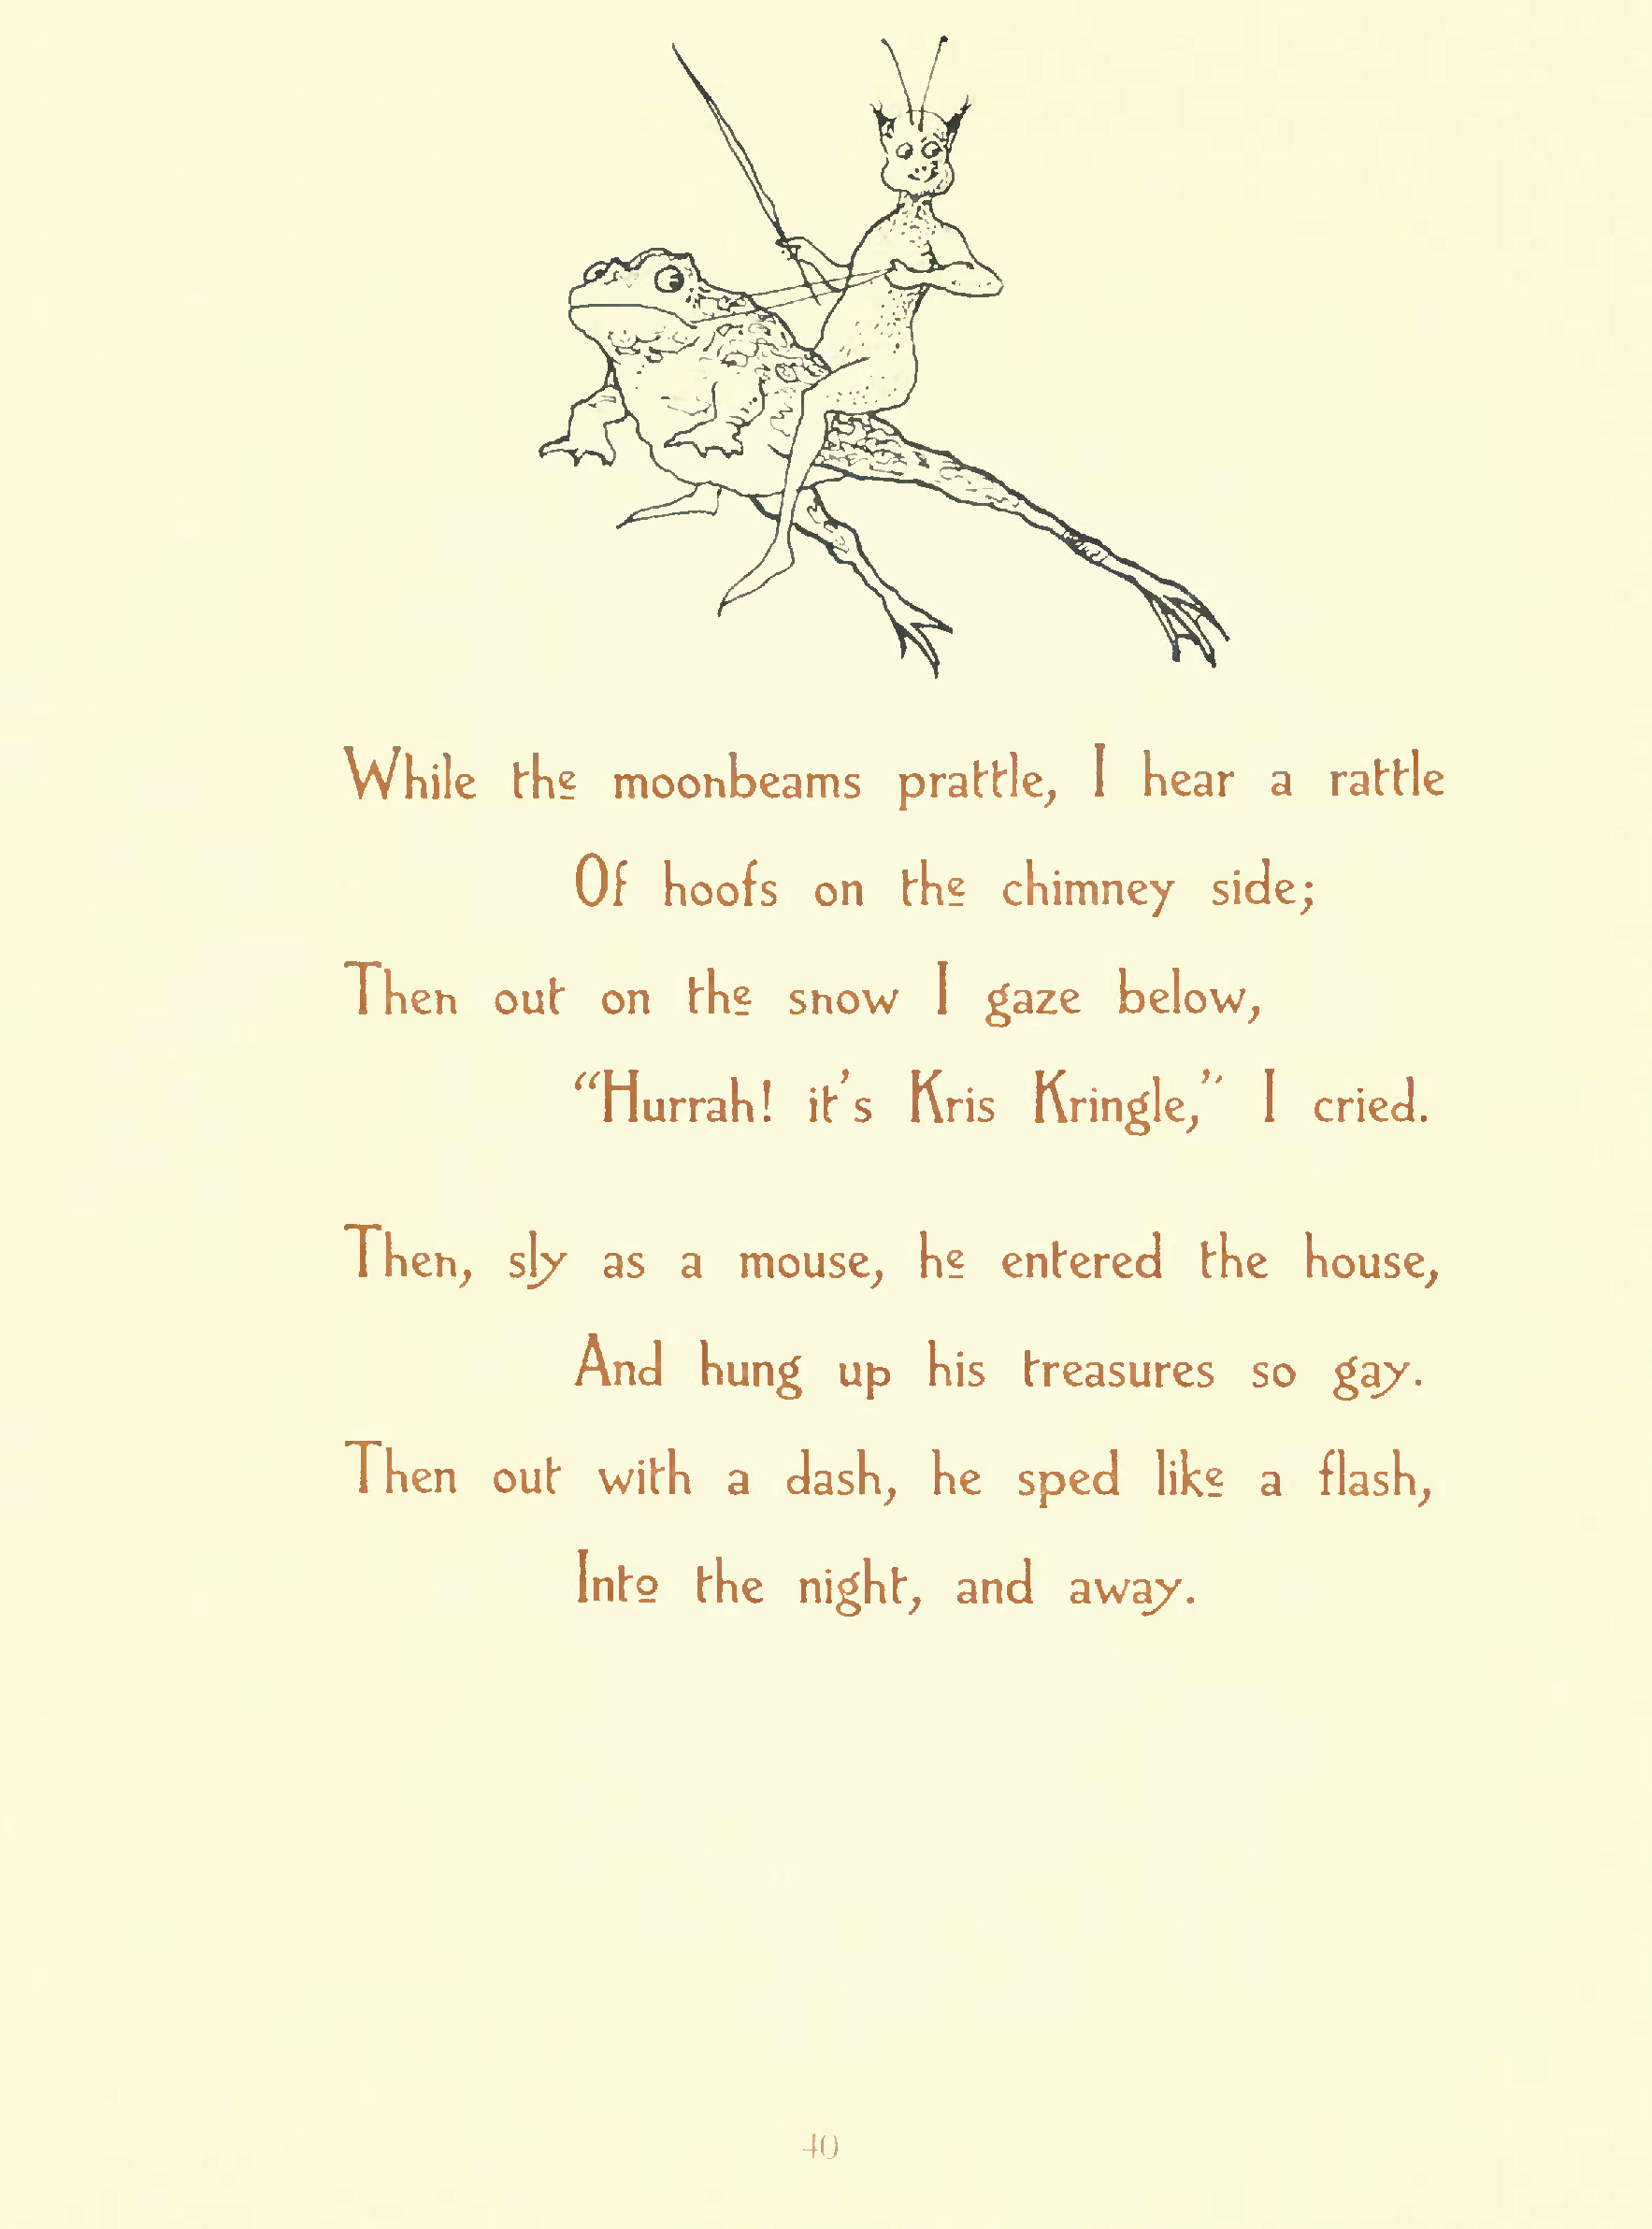 While the moonbeams prattle, I hear a rattle
Of hoofs on the chimney side;
Then out on the snow I gaze below,
“Hurrah! it’s Kris Kringle,” I cried.
Then, sly as a mouse, he entered the house,
And hung up his treasures so gay.
Then out with a dash, he sped like a flash,
Into the night, and away.
40